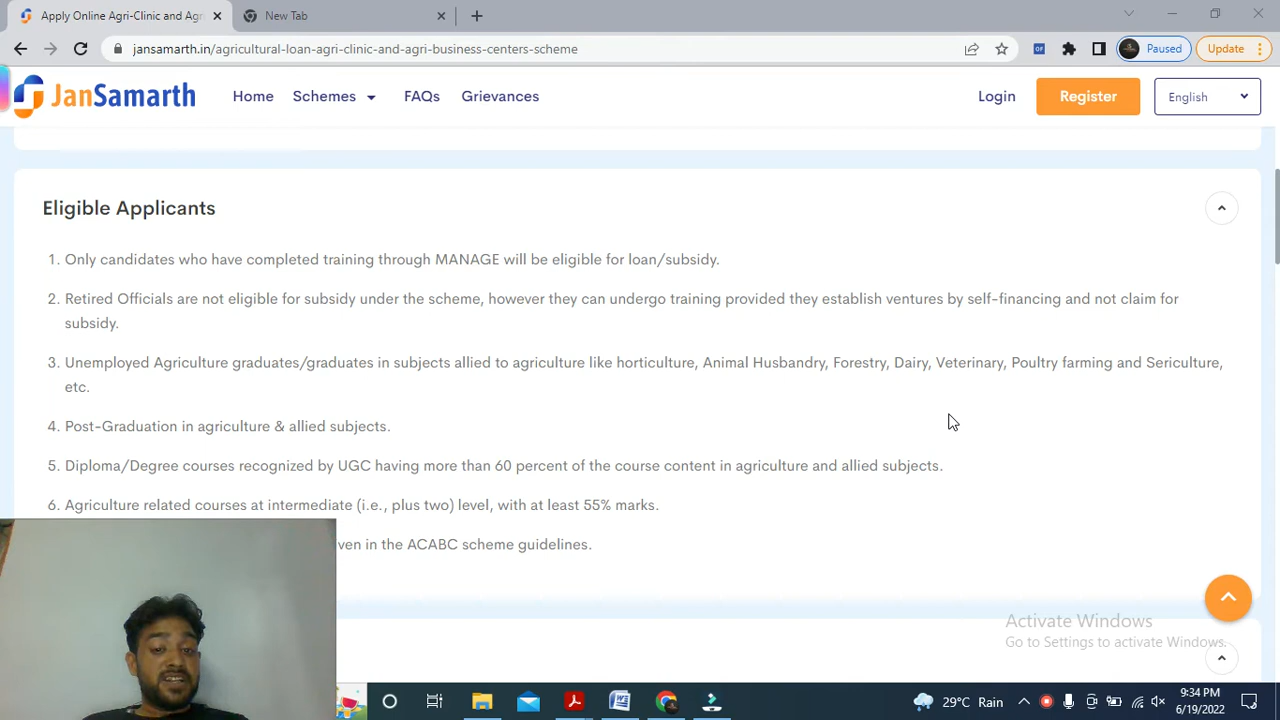 Apply Online Agri-Clinic and Agr
New Tab
jansamarth.in/agricultural-loan-agri-clinic-and-agri-business-centers-scheme
Paused
Update
JanSamarth
Home
Schemes
FAQs
Grievances
Login
Register
English
Eligible Applicants
1. Only candidates who have completed training through MANAGE will be eligible for loan/subsidy.
2. Retired Officials are not eligible for subsidy under the scheme, however they can undergo training provided they establish ventures by self-financing and not claim for
subsidy.
3. Unemployed Agriculture graduates/graduates in subjects allied to agriculture like horticulture, Animal Husbandry, Forestry, Dairy, Veterinary, Poultry farming and Sericulture,
etc.
4. Post-Graduation in agriculture & allied subjects.
5. Diploma/Degree courses recognized by UGC having more than 60 percent of the course content in agriculture and allied subjects.
6. Agriculture related courses at intermediate (i.e., plus two) level, with at least 55% marks.
in the ACABC scheme guidelines.
Activate Windows
Go to Settings to activate Windows.
29°C Rain
9:34 PM
6/19/2022